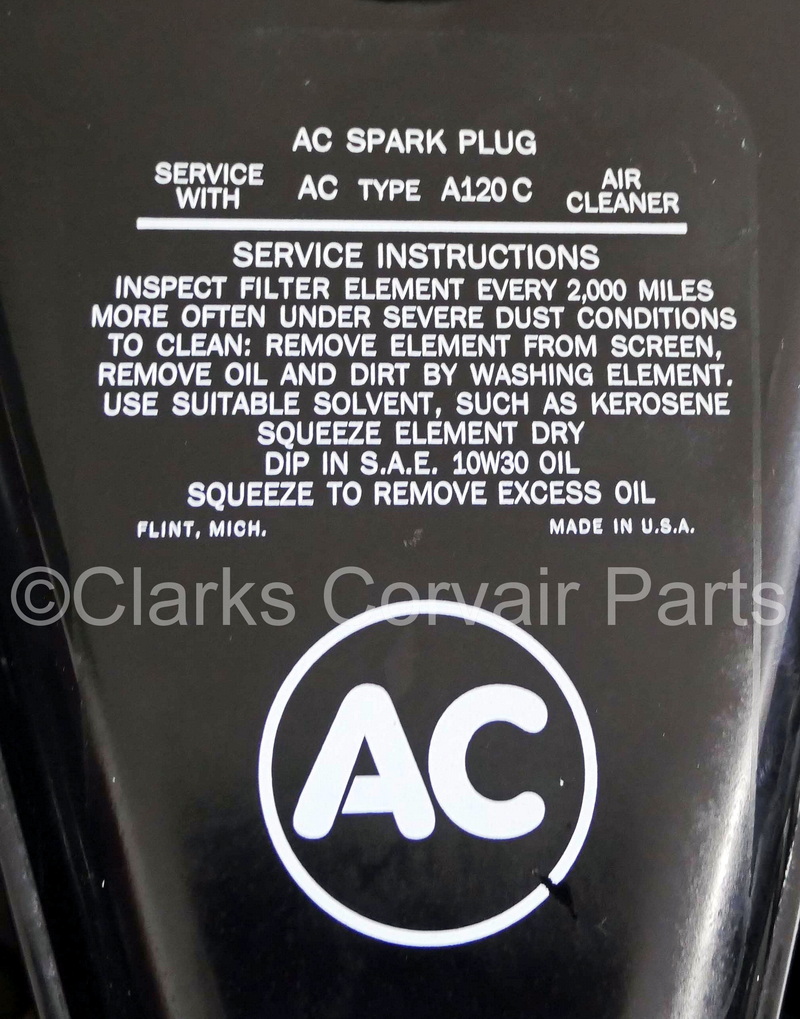 AC SPARK PLUG
SERVICE WITH AC TYPE A120C AIR CLEANER
SERVICE INSTRUCTIONS
INSPECT FILTER ELEMENT EVERY 2,000 MILES
MORE OFTEN UNDER SEVERE DUST CONDITIONS
TO CLEAN: REMOVE ELEMENT FROM SCREEN,
REMOVE OIL AND DIRT BY WASHING ELEMENT.
USE SUITABLE SOLVENT, SUCH AS KEROSENE
SQUEEZE ELEMENT DRY
DIP IN S.A.E. 10W30 OIL
SQUEEZE TO REMOVE EXCESS OIL
FLINT, MICH. MADE IN U.S.A.
©Clarks Corvair Parts
AC